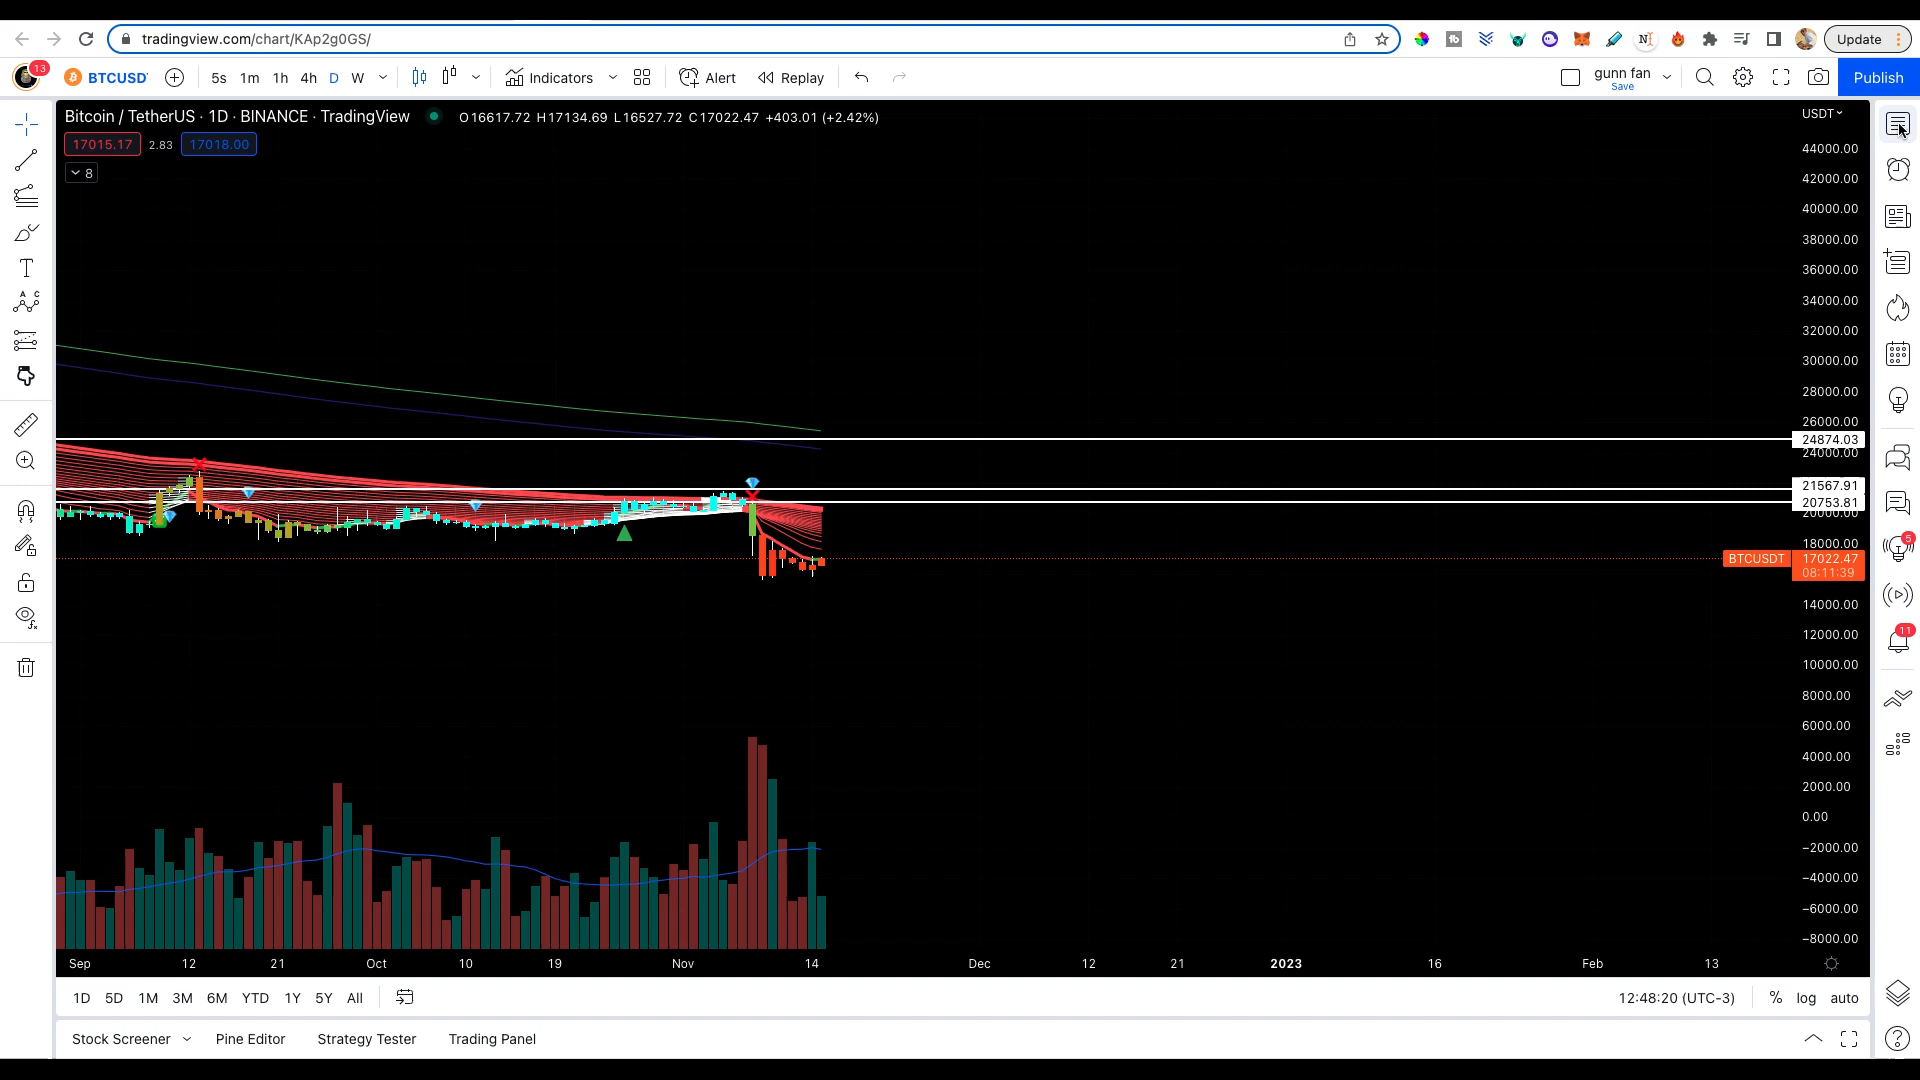 tradingview.com/chart/KAp2g0GS/
Update
13
BTCUSD
5s 1m 1h 4h D W
Indicators
Alert
Replay
gunn fan
Save
Publish
Bitcoin / TetherUS · 1D · BINANCE · TradingView
O16617.72 H17134.69 L16527.72 C17022.47 +403.01 (+2.42%)
USDT
17015.17 2.83 17018.00
8
44000.00
42000.00
40000.00
38000.00
36000.00
34000.00
32000.00
30000.00
28000.00
26000.00
24874.03
24000.00
21567.91
20753.81
20000.00
18000.00
BTCUSDT 17022.47
08:11:39
14000.00
12000.00
10000.00
8000.00
6000.00
4000.00
2000.00
0.00
−2000.00
−4000.00
−6000.00
−8000.00
5
11
Sep 12 21 Oct 10 19 Nov 14 Dec 12 21 2023 16 Feb 13
1D 5D 1M 3M 6M YTD 1Y 5Y All
12:48:20 (UTC-3) % log auto
Stock Screener Pine Editor Strategy Tester Trading Panel